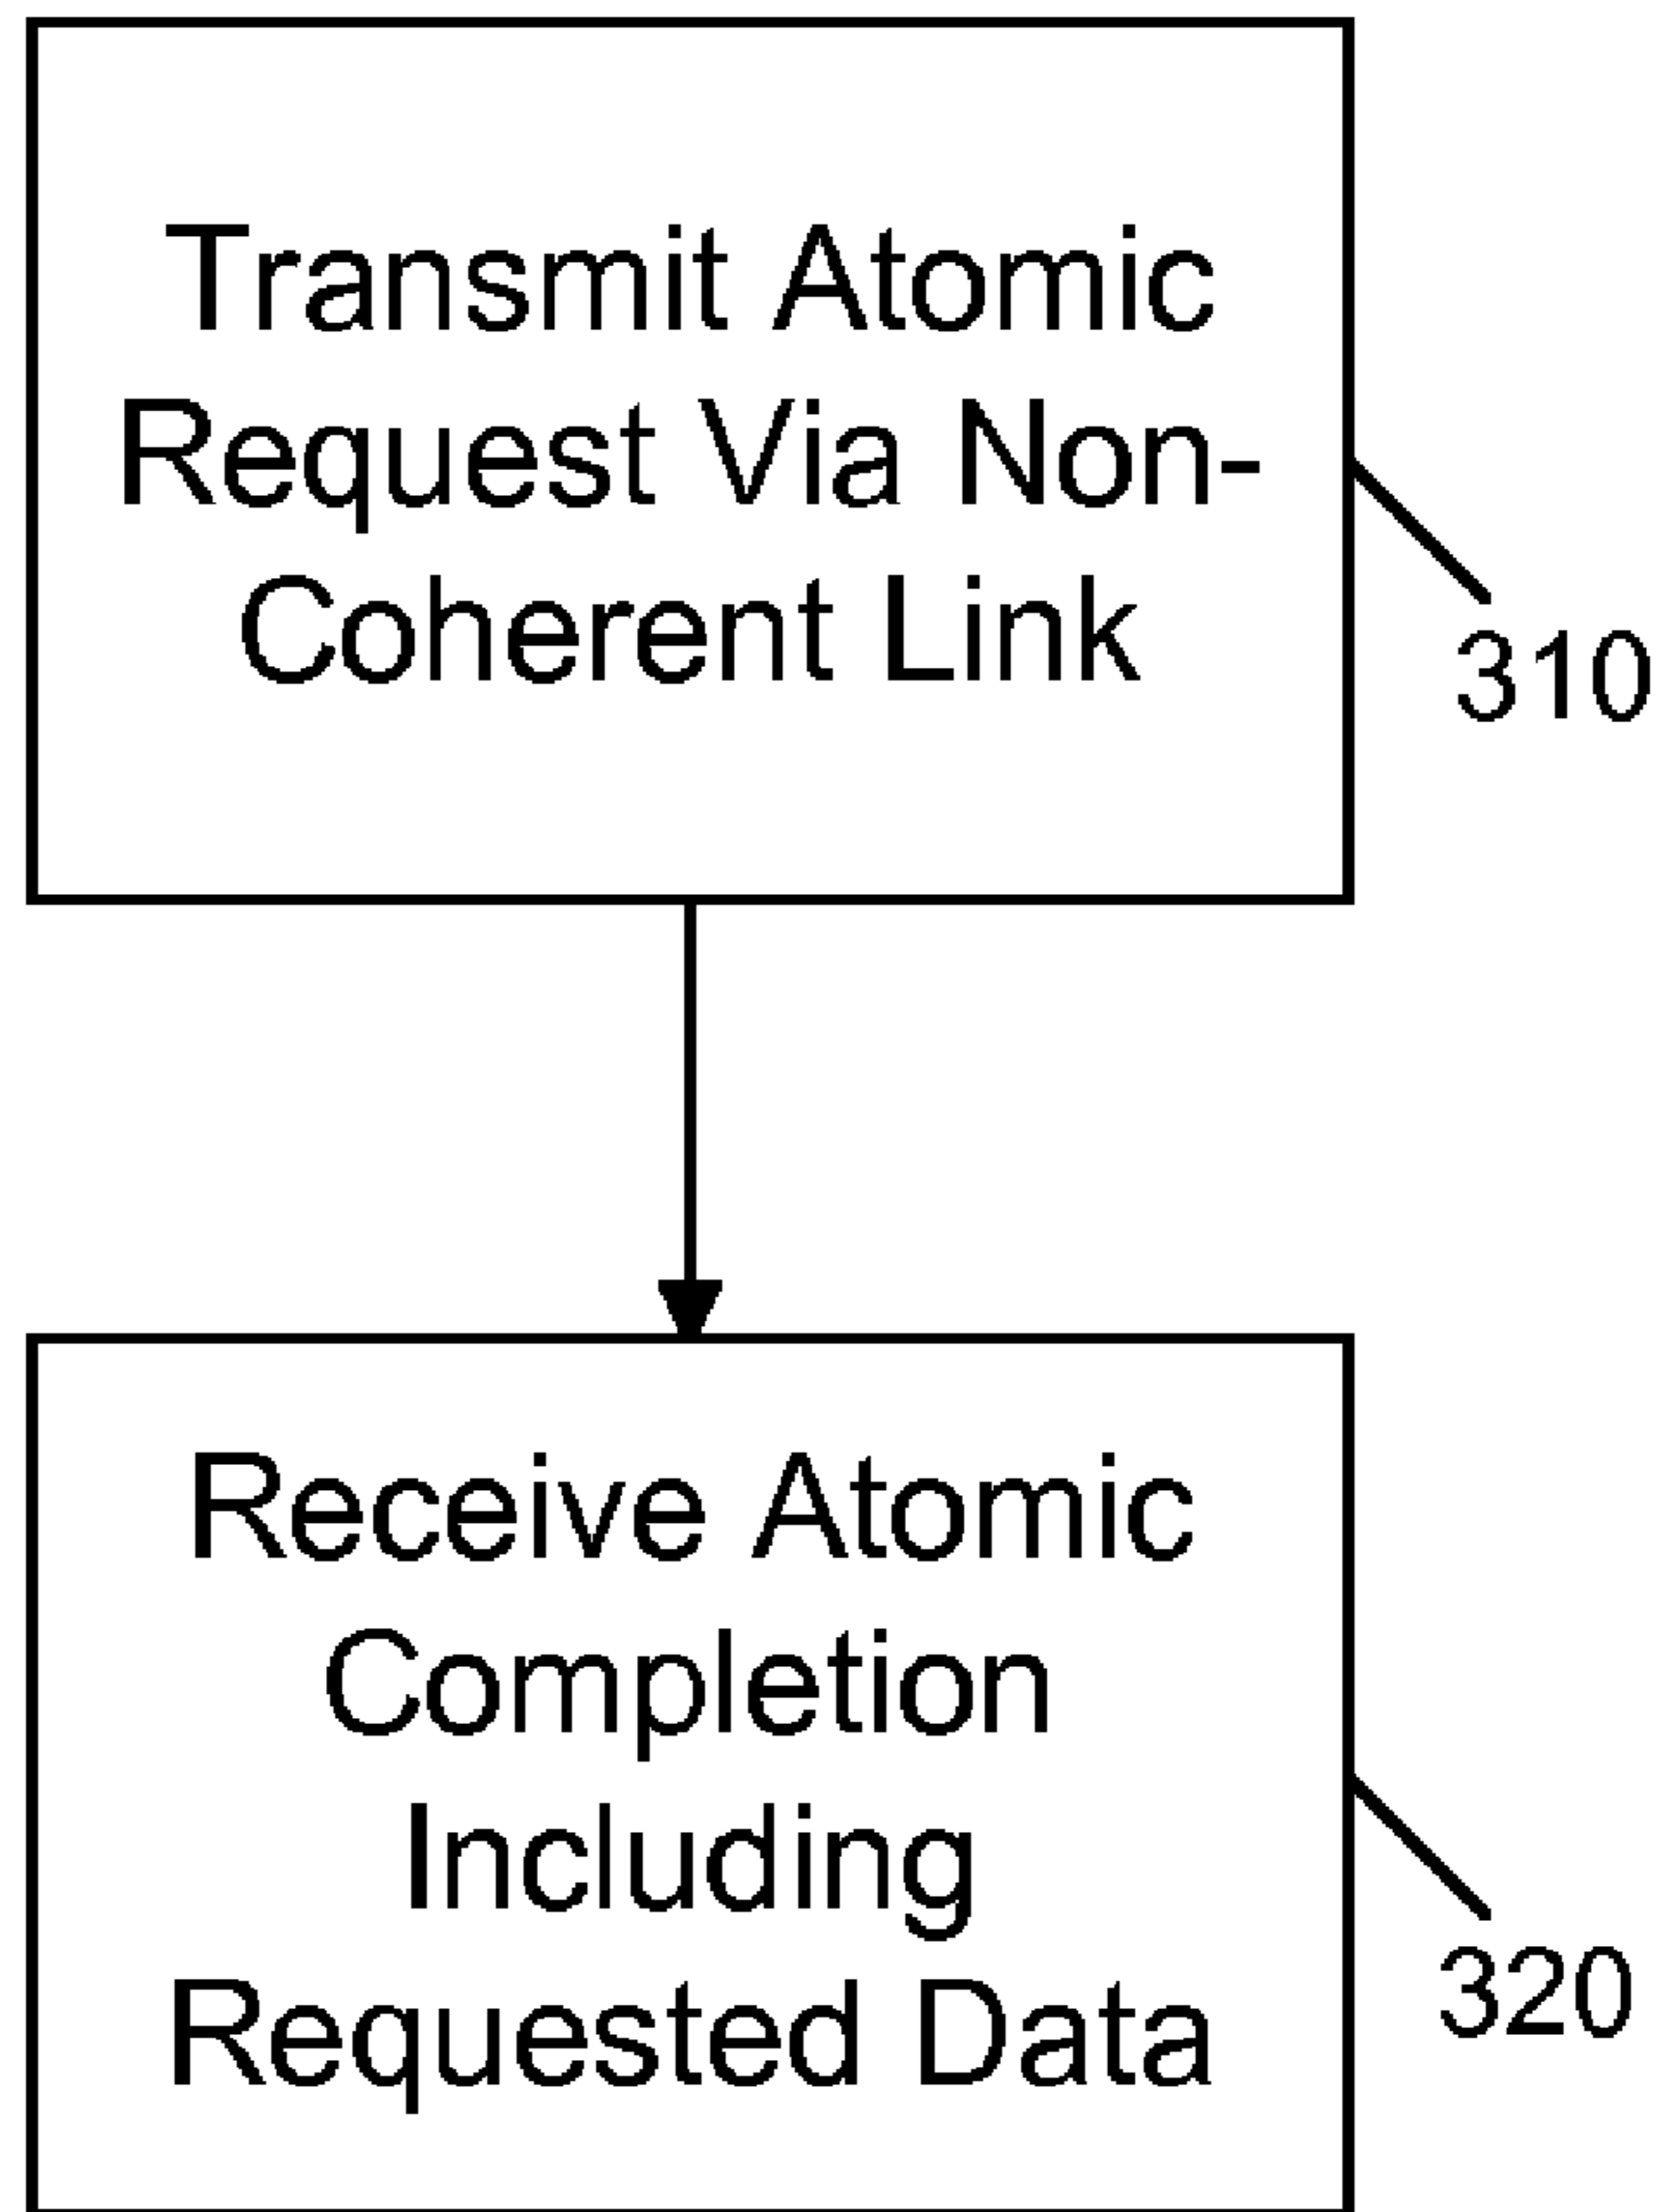 Transmit Atomic
Request Via Non-
Coherent Link
310
Receive Atomic
Completion
Including
Requested Data
320